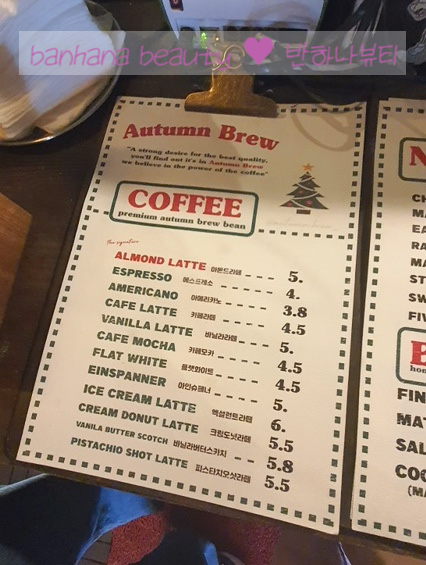 banhana beauty ♥ 반하나뷰티
Autumn Brew
"A strong desire for the best quality,
you'll find out it's in Autumn Brew
we believe in the power of the coffee"
COFFEE
premium autumn brew bean
The signature
ALMOND LATTE 아몬드라떼 5.
ESPRESSO 에스프레소 4.
AMERICANO 아메리카노 3.8
CAFE LATTE 카페라떼 4.5
VANILLA LATTE 바닐라라떼 5.
CAFE MOCHA 카페모카 4.5
FLAT WHITE 플랫화이트 4.5
EINSPANNER 아인슈페너 5.
ICE CREAM LATTE 엑설런트라떼 6.
CREAM DONUT LATTE 크림도넛라떼 5.5
VANILA BUTTER SCOTCH 바닐라버터스카치 5.8
PISTACHIO SHOT LATTE 피스타치오샷라떼 5.5